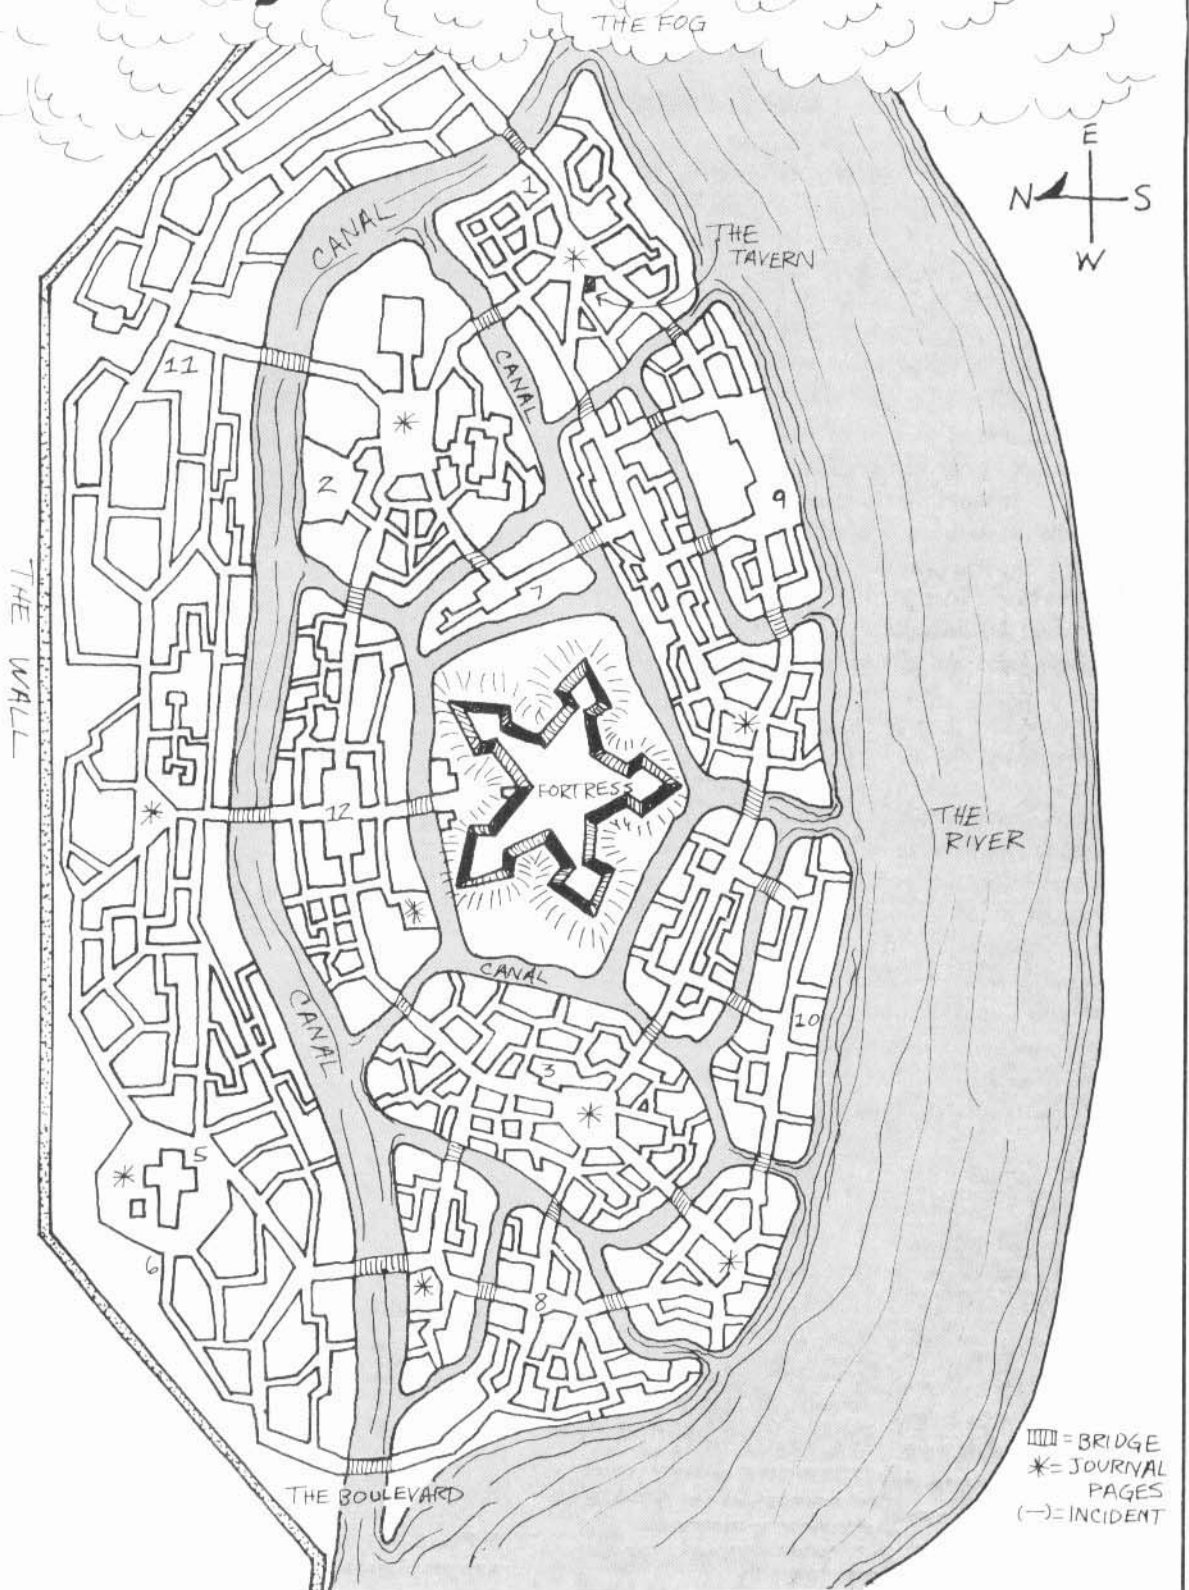 THE FOG
E
N
S
W
THE
TAVERN
1
CANAL
CANAL
11
2
9
7
THE WALL
FORTRESS
12
THE
RIVER
CANAL
CANAL
10
3
5
6
8
THE BOULEVARD
= BRIDGE
*= JOURNAL
PAGES
(—)= INCIDENT